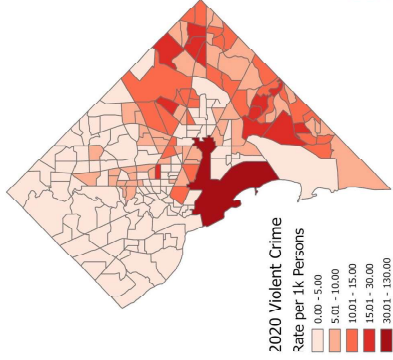 2020 Violent Crime
Rate per 1k Persons
0.00 - 5.00
5.01 - 10.00
10.01 - 15.00
15.01 - 30.00
30.01 - 130.00